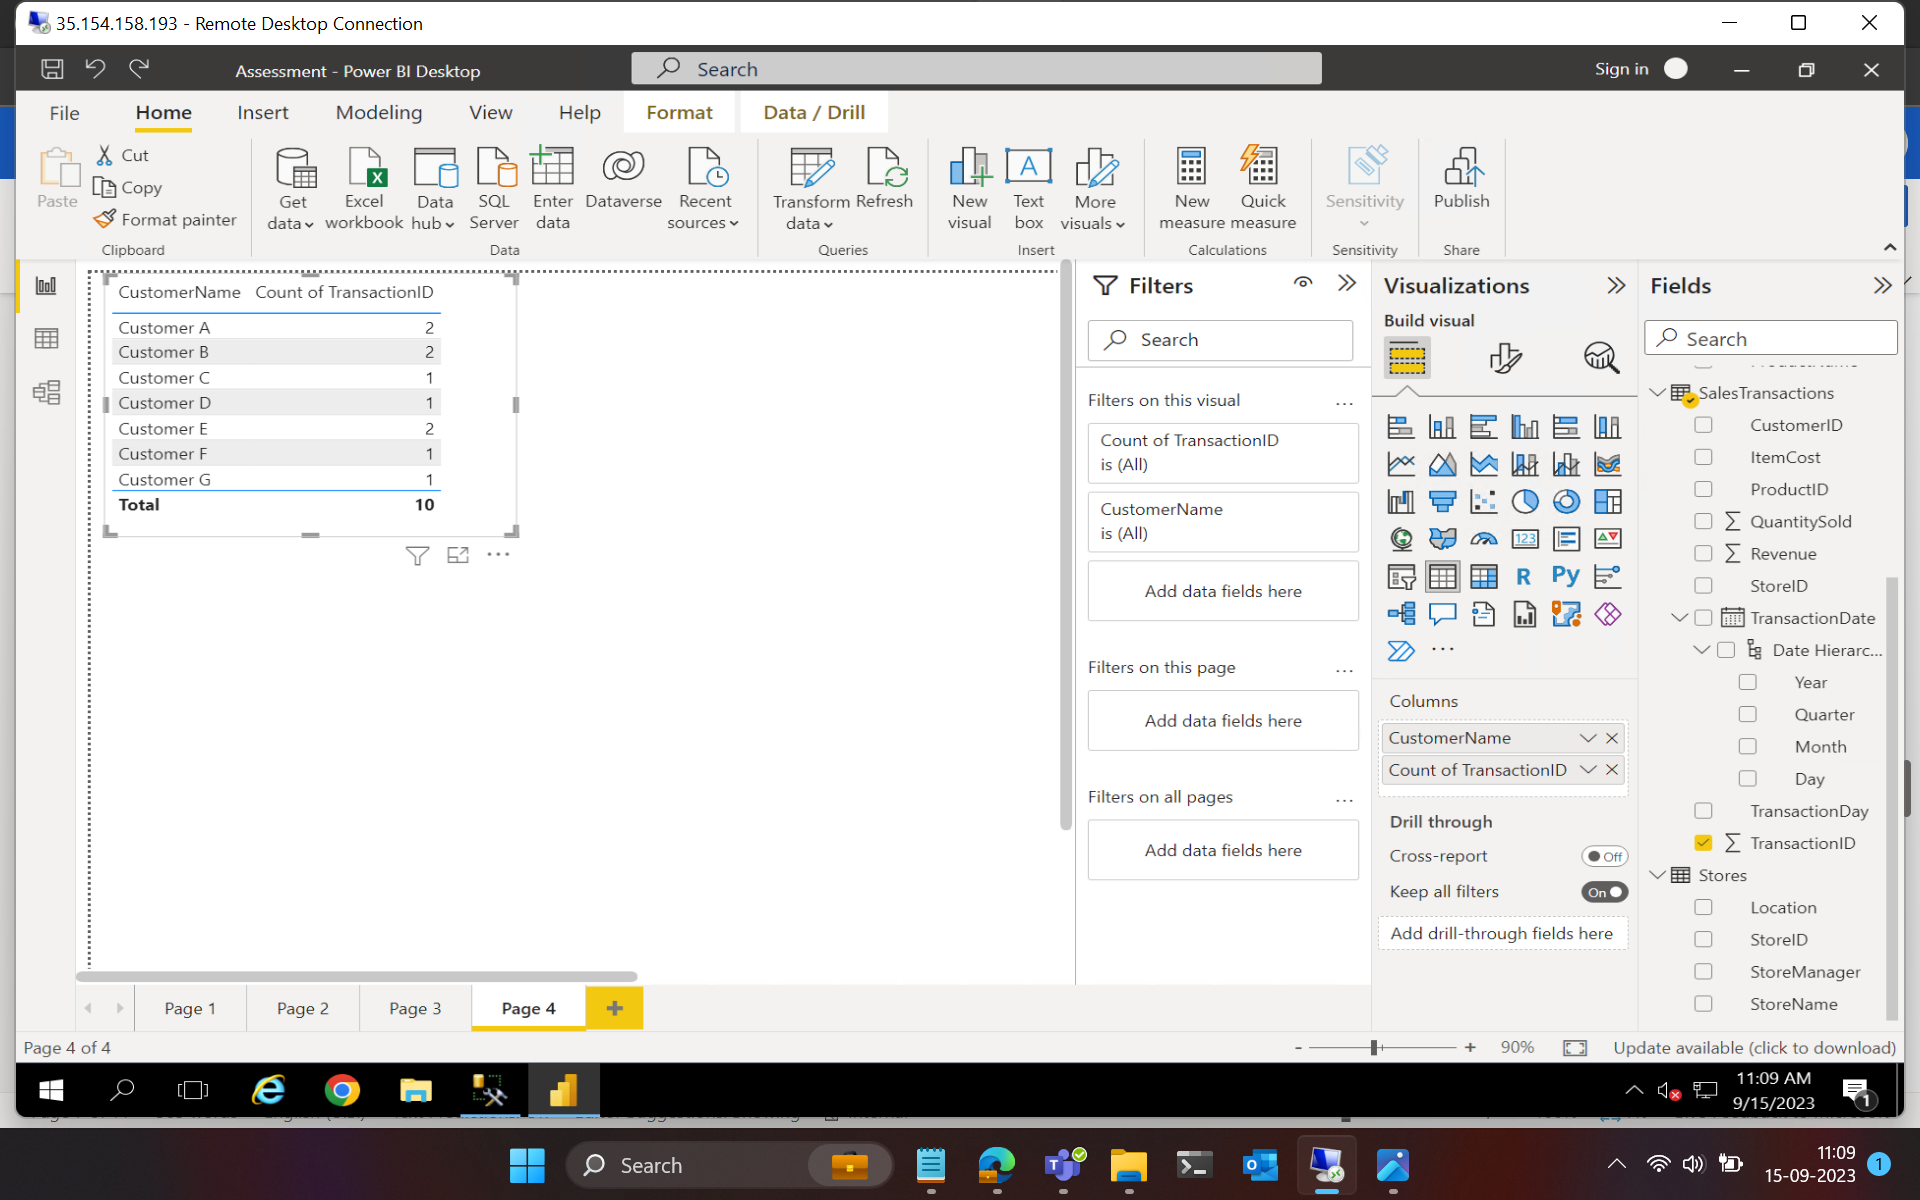 35.154.158.193 - Remote Desktop Connection
Assessment - Power BI Desktop
Search
Sign in
File
Home
Insert
Modeling
View
Help
Format
Data / Drill
Paste
Cut
Copy
Format painter
Clipboard
Get data
Excel workbook
Data hub
SQL Server
Enter data
Dataverse
Recent sources
Data
Transform data
Refresh
Queries
New visual
Text box
More visuals
Insert
New measure
Quick measure
Calculations
Sensitivity
Sensitivity
Publish
Share
CustomerName Count of TransactionID
Customer A 2
Customer B 2
Customer C 1
Customer D 1
Customer E 2
Customer F 1
Customer G 1
Total 10
Filters
Search
Filters on this visual
Count of TransactionID
is (All)
CustomerName
is (All)
Add data fields here
Filters on this page
Add data fields here
Filters on all pages
Add data fields here
Visualizations
Build visual
123
R
Py
Columns
CustomerName
Count of TransactionID
Drill through
Cross-report
Off
Keep all filters
On
Add drill-through fields here
Fields
Search
SalesTransactions
CustomerID
ItemCost
ProductID
QuantitySold
Revenue
StoreID
TransactionDate
Date Hierarc...
Year
Quarter
Month
Day
TransactionDay
TransactionID
Stores
Location
StoreID
StoreManager
StoreName
Page 1
Page 2
Page 3
Page 4
Page 4 of 4
90%
Update available (click to download)
11:09 AM
9/15/2023
1
Search
11:09
15-09-2023
1